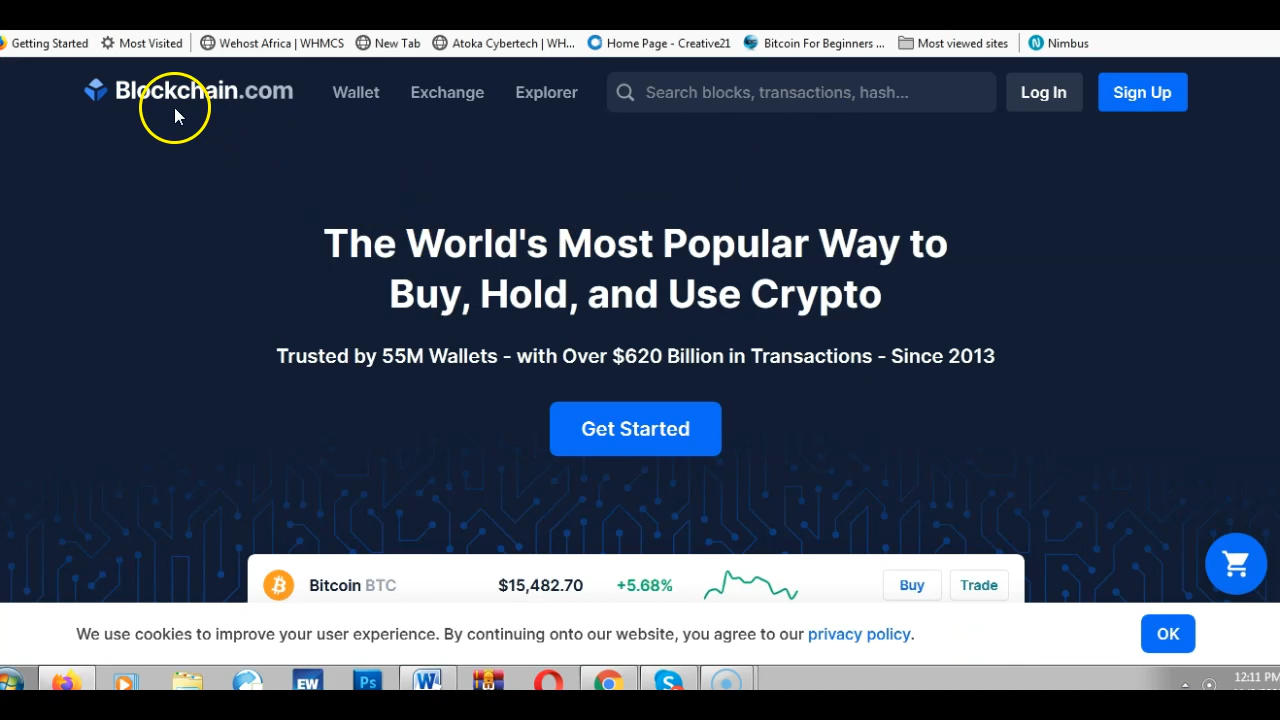 Getting Started Most Visited Wehost Africa | WHMCS New Tab Atoka Cybertech | WH... Home Page - Creative21 Bitcoin For Beginners ... Most viewed sites Nimbus
Blockchain.com Wallet Exchange Explorer Search blocks, transactions, hash... Log In Sign Up
The World's Most Popular Way to
Buy, Hold, and Use Crypto
Trusted by 55M Wallets - with Over $620 Billion in Transactions - Since 2013
Get Started
Bitcoin BTC $15,482.70 +5.68% Buy Trade
We use cookies to improve your user experience. By continuing onto our website, you agree to our privacy policy. OK
EW Ps W 12:11 PM